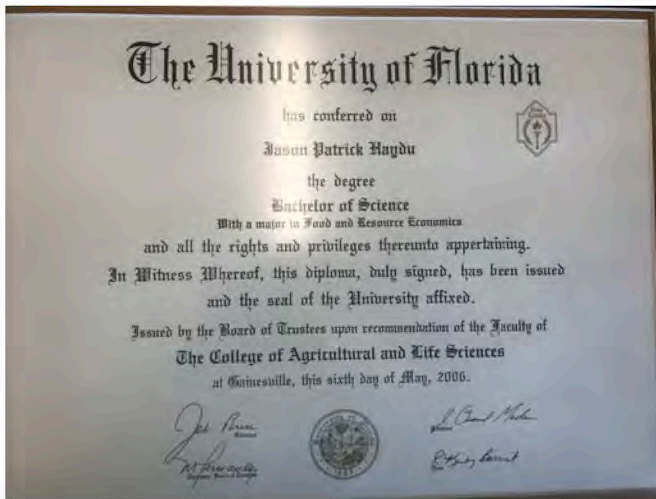 The University of Florida
has conferred on
Jason Patrick Haydu
the degree
Bachelor of Science
With a major in Food and Resource Economics
and all the rights and privileges thereunto appertaining.
In Witness Whereof, this diploma, duly signed, has been issued
and the seal of the University affixed.
Issued by the Board of Trustees upon recommendation of the Faculty of
The College of Agricultural and Life Sciences
at Gainesville, this sixth day of May, 2006.